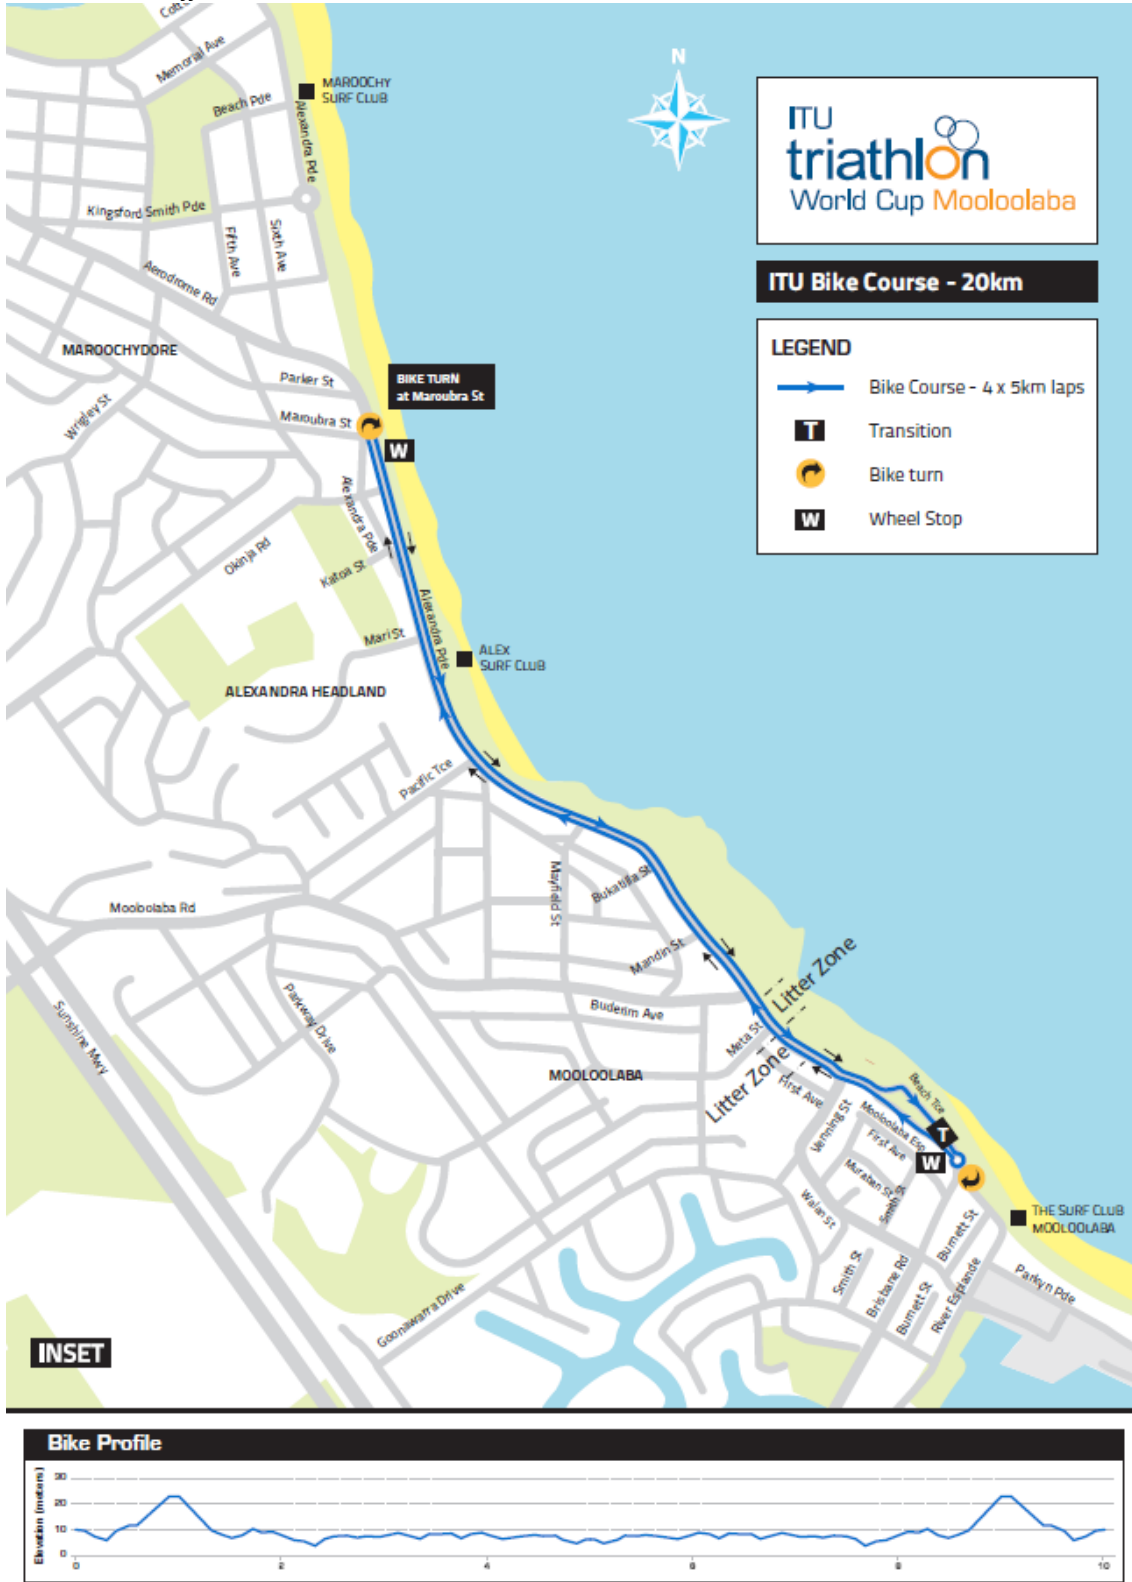 Memorial Ave
Beach Pde
MAROOCHY
SURF CLUB
Alexandra Pde
N
ITU
triathlon
World Cup Mooloolaba
Kingsford Smith Pde
Fifth Ave
Sixth Ave
Aerodrome Rd
ITU Bike Course - 20km
MAROOCHYDORE
LEGEND
Bike Course - 4 x 5km laps
T Transition
Bike turn
W Wheel Stop
Parker St
BIKE TURN
at Maroubra St
Wrigley St
Maroubra St
W
Alexandra Pde
Okinja Rd
Katoa St
Alexandra Pde
Mari St
ALEX
SURF CLUB
ALEXANDRA HEADLAND
Pacific Tce
Mayfield St
Bukatilla St
Mooloolaba Rd
Mandin St
Litter Zone
Sunshine Mwy
Parkway Drive
Buderim Ave
Meta St
MOOLOOLABA
Litter Zone
First Ave
Beach Tce
Venning St
Mooloolaba Esp
First Ave
T
W
Muraban St
Smith St
Walan St
Burnett St
THE SURF CLUB
MOOLOOLABA
Smith St
Brisbane Rd
Burnett St
River Esplande
Parkyn Pde
Goonawarra Drive
INSET
Bike Profile
Elevation (meters)
30
20
10
0
0 2 4 6 8 10